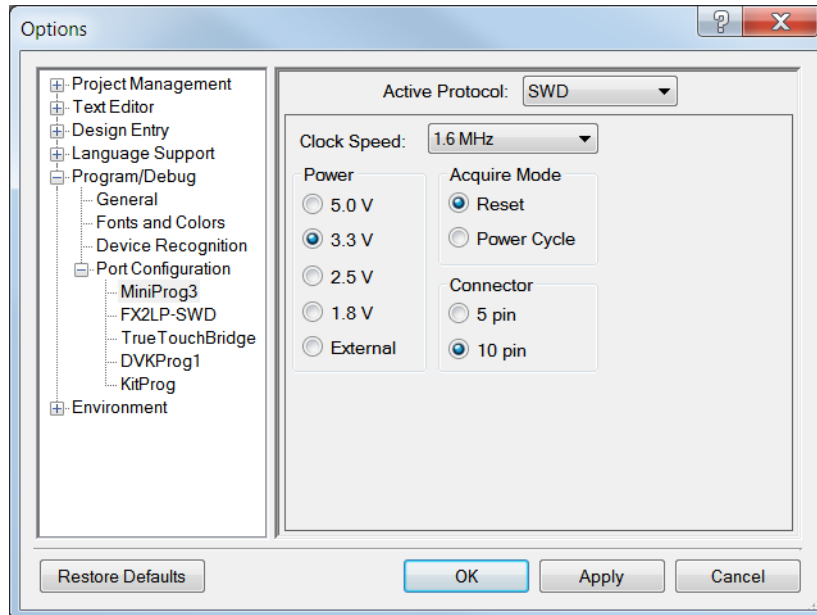 Options
Project Management
Text Editor
Design Entry
Language Support
Program/Debug
General
Fonts and Colors
Device Recognition
Port Configuration
MiniProg3
FX2LP-SWD
TrueTouchBridge
DVKProg1
KitProg
Environment
Active Protocol: SWD
Clock Speed: 1.6 MHz
Power
5.0 V
3.3 V
2.5 V
1.8 V
External
Acquire Mode
Reset
Power Cycle
Connector
5 pin
10 pin
Restore Defaults
OK
Apply
Cancel